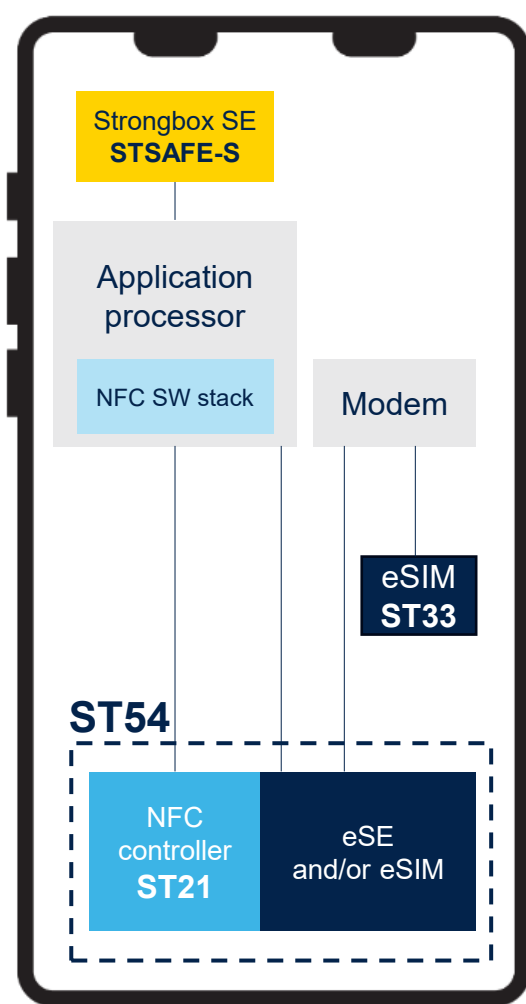 Strongbox SE
STSAFE-S
Application
processor
NFC SW stack
Modem
eSIM
ST33
ST54
NFC
controller
ST21
eSE
and/or eSIM